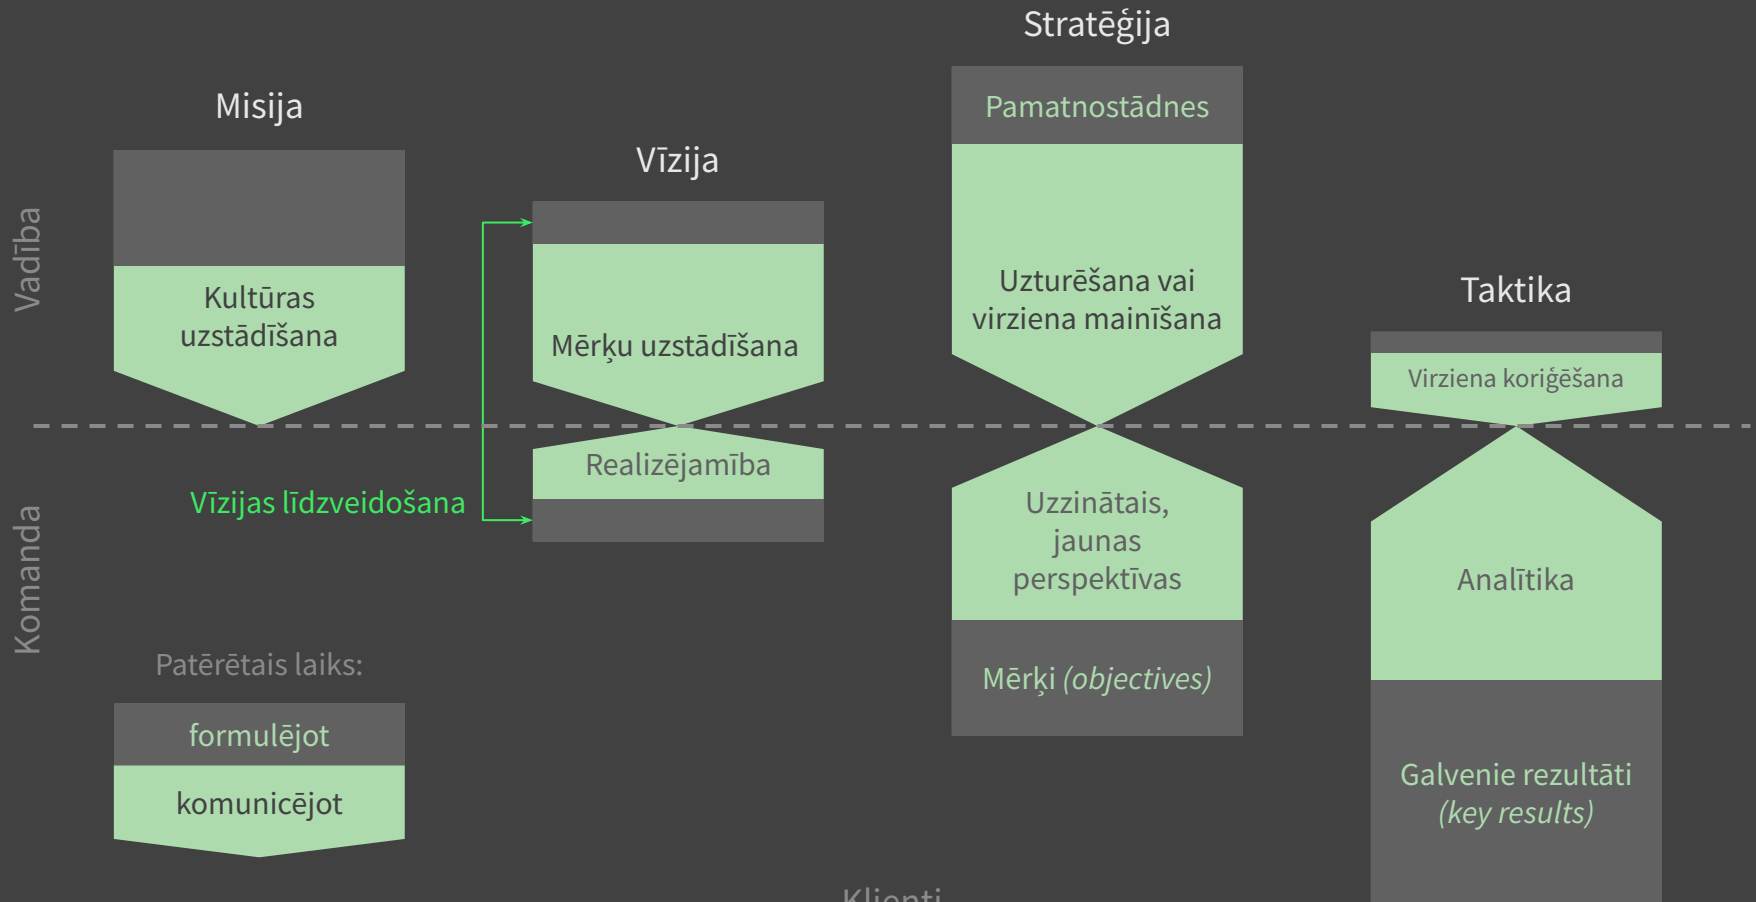 Stratēģija
Misija
Pamatnostādnes
Vīzija
Vadība
Kultūras
uzstādīšana
Mērķu uzstādīšana
Uzturēšana vai
virziena mainīšana
Taktika
Virziena koriģēšana
Komanda
Vīzijas līdzveidošana
Realizējamība
Uzzinātais,
jaunas
perspektīvas
Analītika
Mērķi (objectives)
Patērētais laiks:
formulējot
komunicējot
Galvenie rezultāti
(key results)
Klienti